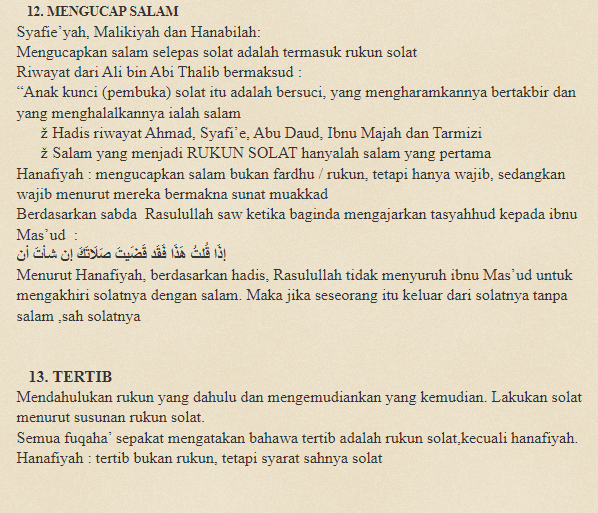 12. MENGUCAP SALAM
Syafie’yah, Malikiyah dan Hanabilah:
Mengucapkan salam selepas solat adalah termasuk rukun solat
Riwayat dari Ali bin Abi Thalib bermaksud :
“Anak kunci (pembuka) solat itu adalah bersuci, yang mengharamkannya bertakbir dan
yang menghalalkannya ialah salam
ž Hadis riwayat Ahmad, Syafi’e, Abu Daud, Ibnu Majah dan Tarmizi
ž Salam yang menjadi RUKUN SOLAT hanyalah salam yang pertama
Hanafiyah : mengucapkan salam bukan fardhu / rukun, tetapi hanya wajib, sedangkan
wajib menurut mereka bermakna sunat muakkad
Berdasarkan sabda Rasulullah saw ketika baginda mengajarkan tasyahhud kepada ibnu
Mas’ud :
إِذَا قُلتُ هَذَا فَقَد قَضَيتَ صَلَاتَكَ إن شأتَ أن
Menurut Hanafiyah, berdasarkan hadis, Rasulullah tidak menyuruh ibnu Mas’ud untuk
mengakhiri solatnya dengan salam. Maka jika seseorang itu keluar dari solatnya tanpa
salam ,sah solatnya
13. TERTIB
Mendahulukan rukun yang dahulu dan mengemudiankan yang kemudian. Lakukan solat
menurut susunan rukun solat.
Semua fuqaha’ sepakat mengatakan bahawa tertib adalah rukun solat,kecuali hanafiyah.
Hanafiyah : tertib bukan rukun, tetapi syarat sahnya solat